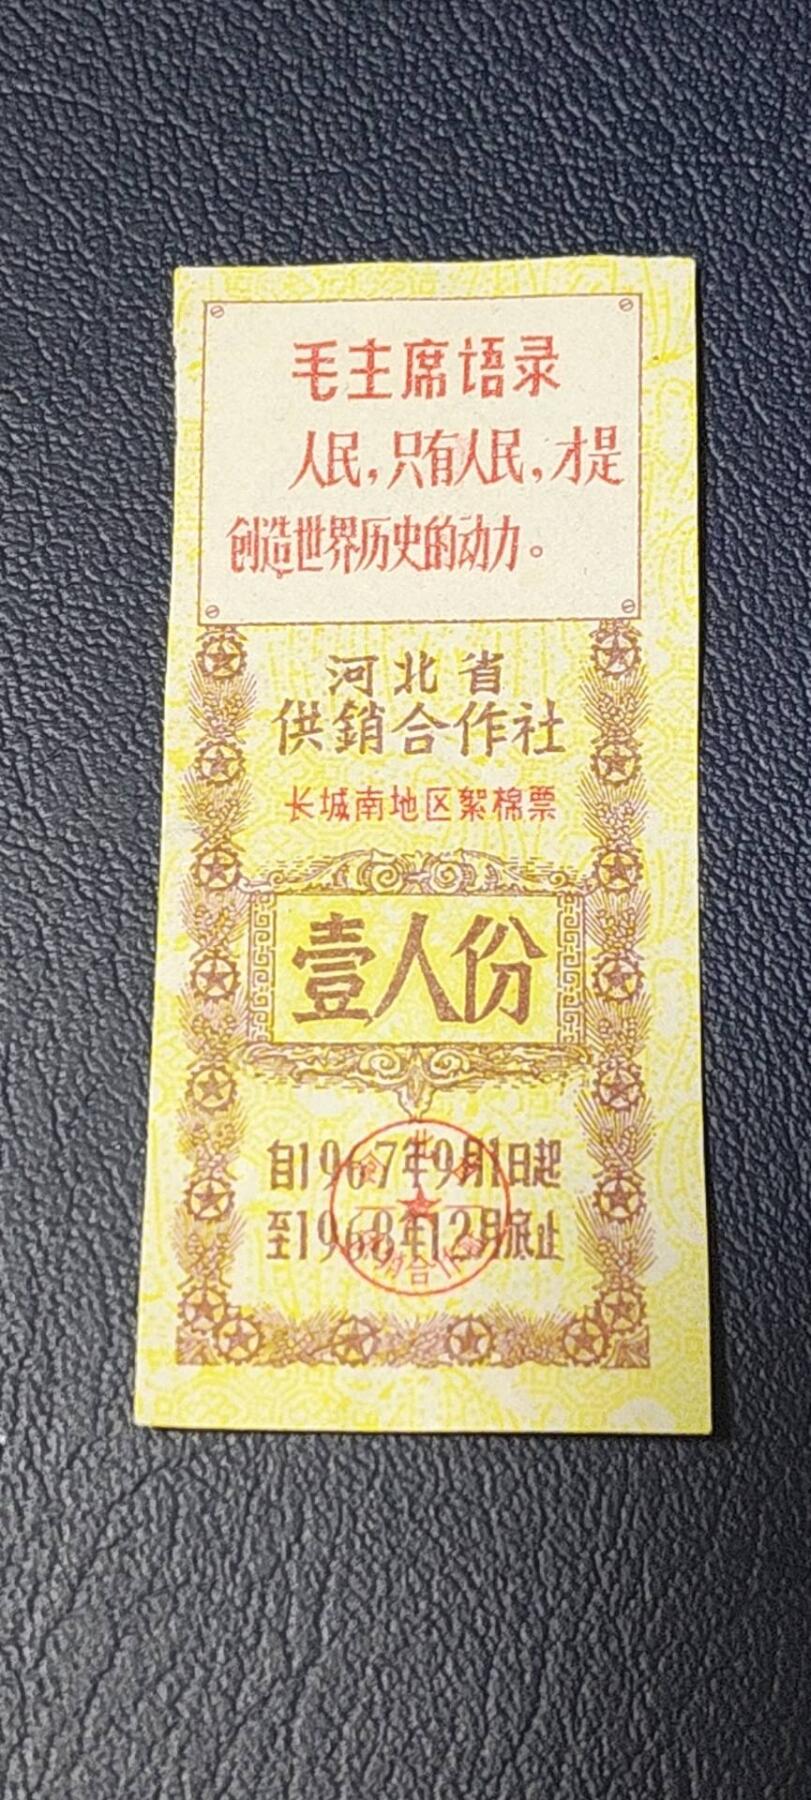 毛主席语录
人民，只有人民，才是
创造世界历史的动力。
河北省
供銷合作社
长城南地区絮棉票
壹人份
自1967年9月1日起
至1968年12月底止